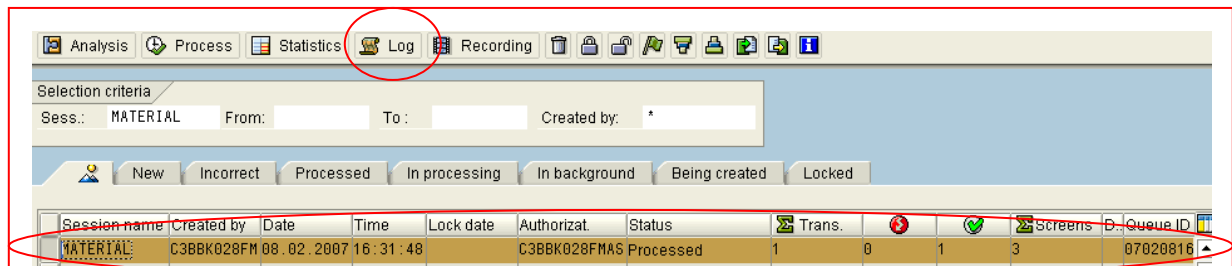 Analysis Process Statistics Log Recording
Selection criteria
Sess.: MATERIAL From: To : Created by: *
New Incorrect Processed In processing In background Being created Locked
Session name Created by Date Time Lock date Authorizat. Status Trans. Screens D.. Queue ID
MATERIAL C3BBK028FM 08.02.2007 16:31:48 C3BBK028FMAS Processed 1 0 1 3 07020816